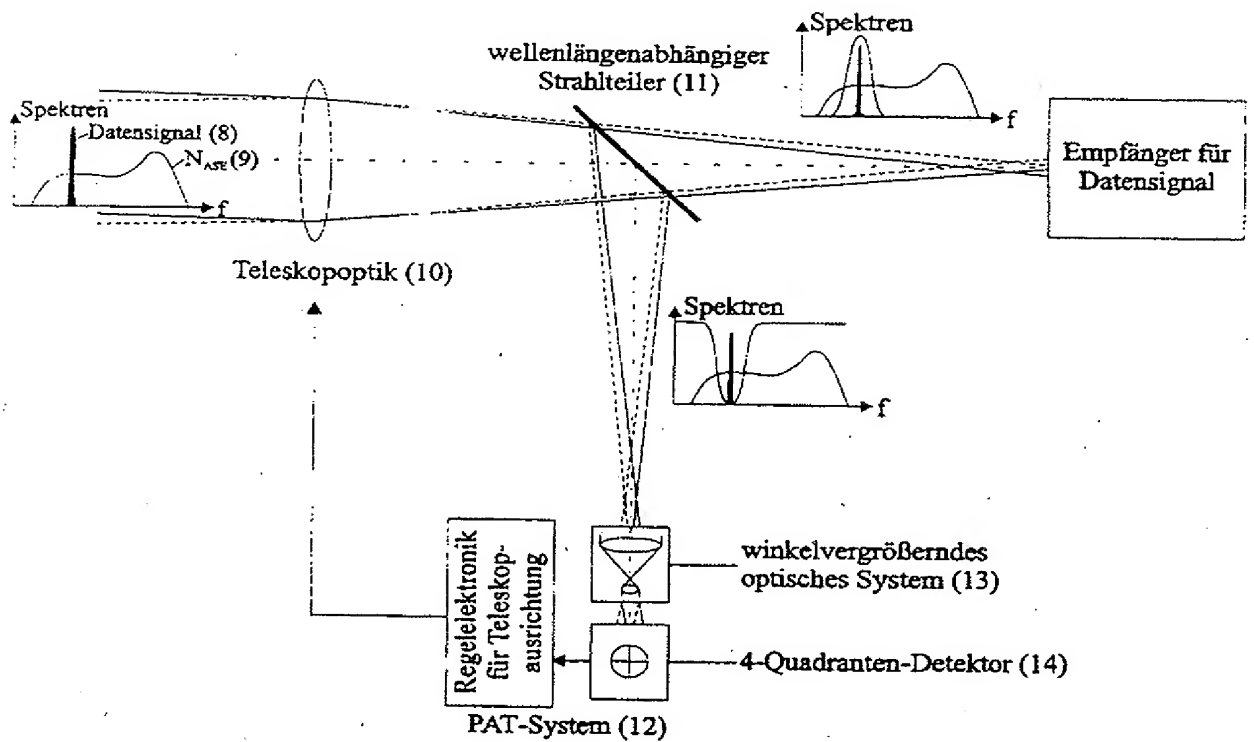 Spektren
Datensignal (8)
N_ASE (9)
f
Teleskopoptik (10)
wellenlängenabhängiger
Strahlteiler (11)
Spektren
f
Empfänger für
Datensignal
Spektren
f
winkelvergrößerndes
optisches System (13)
4-Quadranten-Detektor (14)
Regelelektronik
für Teleskop-
ausrichtung
PAT-System (12)